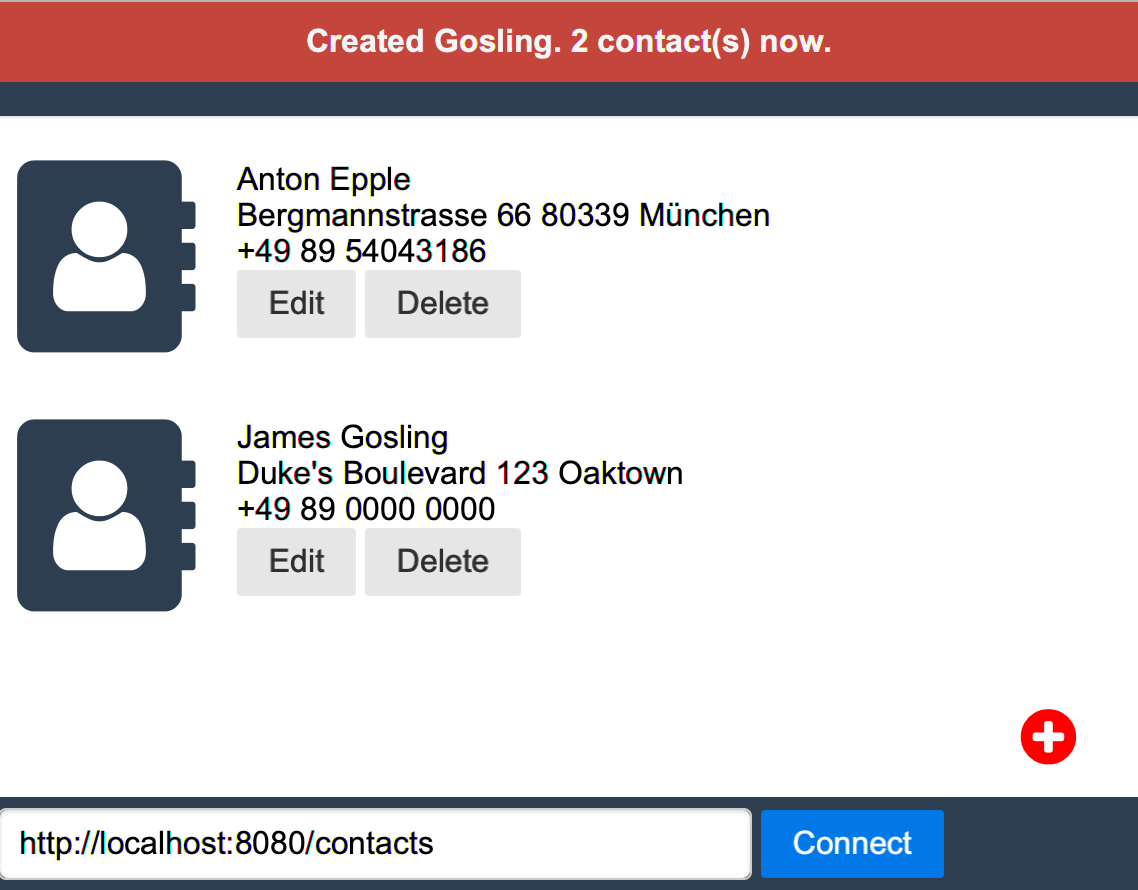 Created Gosling. 2 contact(s) now.
Anton Epple
Bergmannstrasse 66 80339 München
+49 89 54043186
Edit Delete
James Gosling
Duke's Boulevard 123 Oaktown
+49 89 0000 0000
Edit Delete
http://localhost:8080/contacts Connect